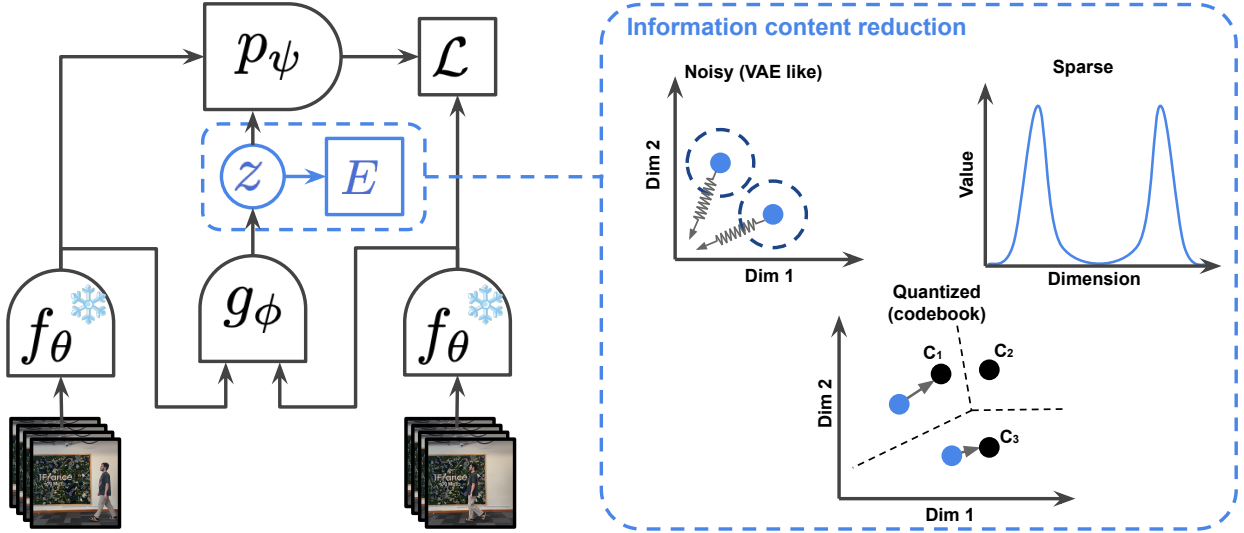 pψ
ℒ
z
E
gϕ
fθ
fθ
Information content reduction
Noisy (VAE like)
Dim 2
Dim 1
Sparse
Value
Dimension
Quantized
(codebook)
C₁
C₂
C₃
Dim 2
Dim 1